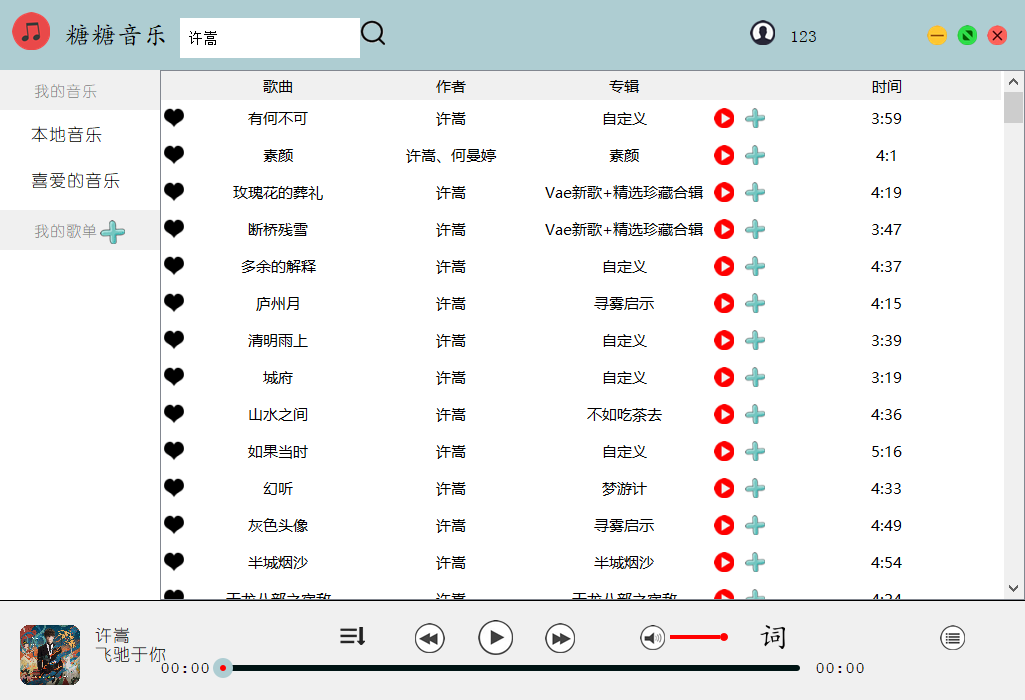 糖糖音乐 许嵩 123
我的音乐
本地音乐
喜爱的音乐
我的歌单
歌曲 作者 专辑 时间
有何不可 许嵩 自定义 3:59
素颜 许嵩、何曼婷 素颜 4:1
玫瑰花的葬礼 许嵩 Vae新歌+精选珍藏合辑 4:19
断桥残雪 许嵩 Vae新歌+精选珍藏合辑 3:47
多余的解释 许嵩 自定义 4:37
庐州月 许嵩 寻雾启示 4:15
清明雨上 许嵩 自定义 3:39
城府 许嵩 自定义 3:19
山水之间 许嵩 不如吃茶去 4:36
如果当时 许嵩 自定义 5:16
幻听 许嵩 梦游计 4:33
灰色头像 许嵩 寻雾启示 4:49
半城烟沙 许嵩 半城烟沙 4:54
许嵩
飞驰于你
词
00:00 00:00